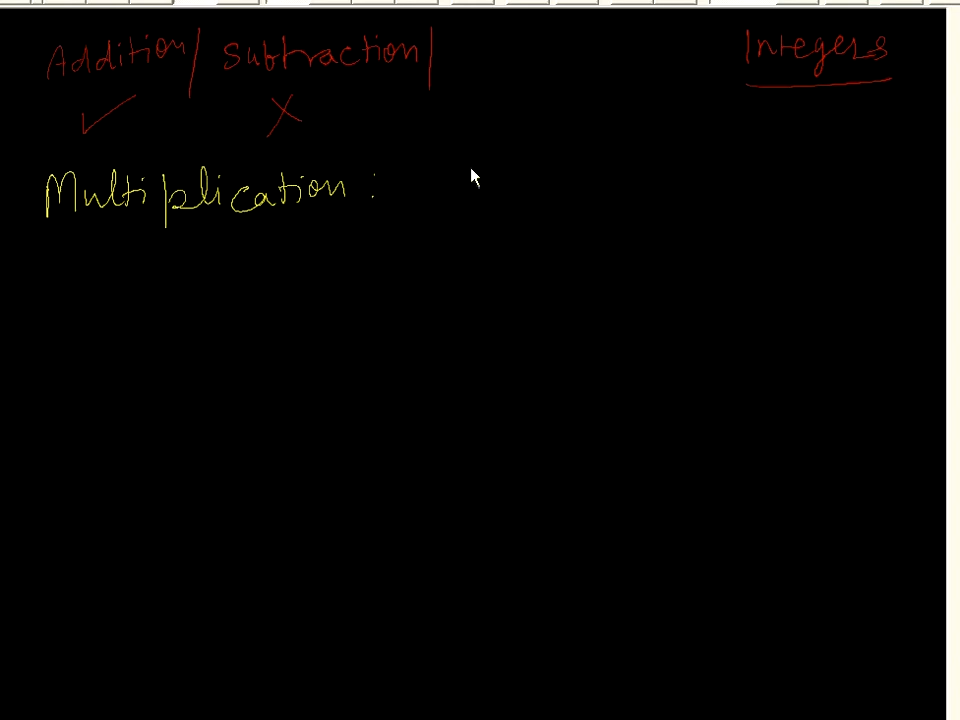 Addition/ Subtraction/ Integers
✓ ✗
Multiplication :